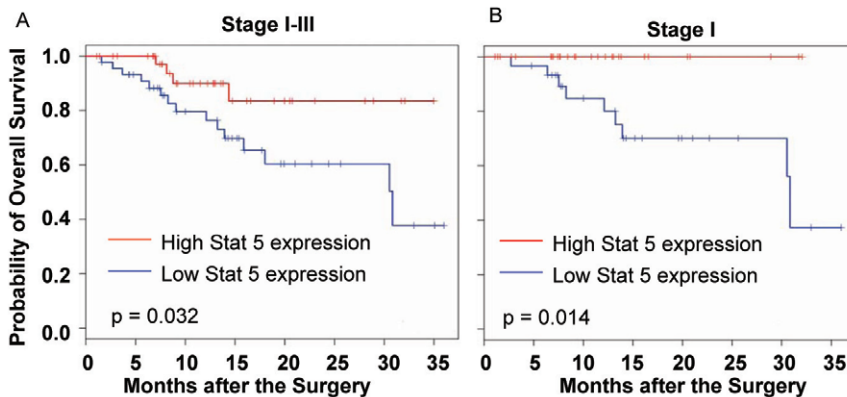 A
Stage I-III
Probability of Overall Survival
1.0
0.8
0.6
0.4
0.2
0.0
High Stat 5 expression
Low Stat 5 expression
p = 0.032
0 5 10 15 20 25 30 35
Months after the Surgery
B
Stage I
High Stat 5 expression
Low Stat 5 expression
p = 0.014
0 5 10 15 20 25 30 35
Months after the Surgery